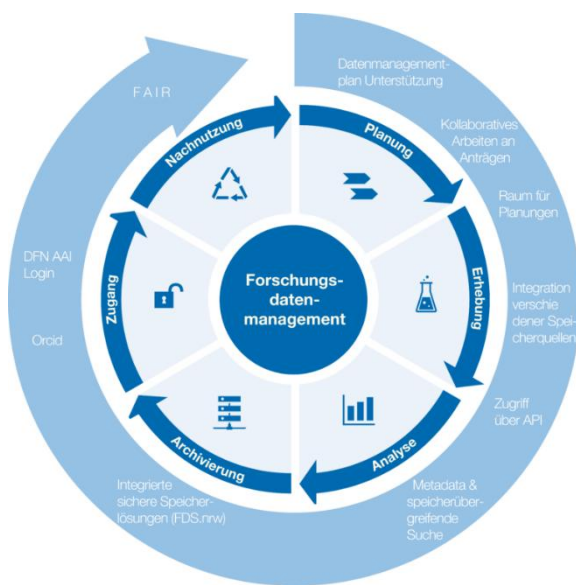 Datenmanagement-
plan Unterstützung
Kollaboratives
Arbeiten an
Anträgen
Raum für
Planungen
Integration
verschie
dener Spei-
cherquellen
Zugriff
über API
Metadata &
speicherüber-
greifende
Suche
Integrierte
sichere Speicher-
lösungen (FDS.nrw)
Orcid
DFN AAI
Login
FAIR
Planung
Erhebung
Analyse
Archivierung
Zugang
Nachnutzung
Forschungs-
daten-
management